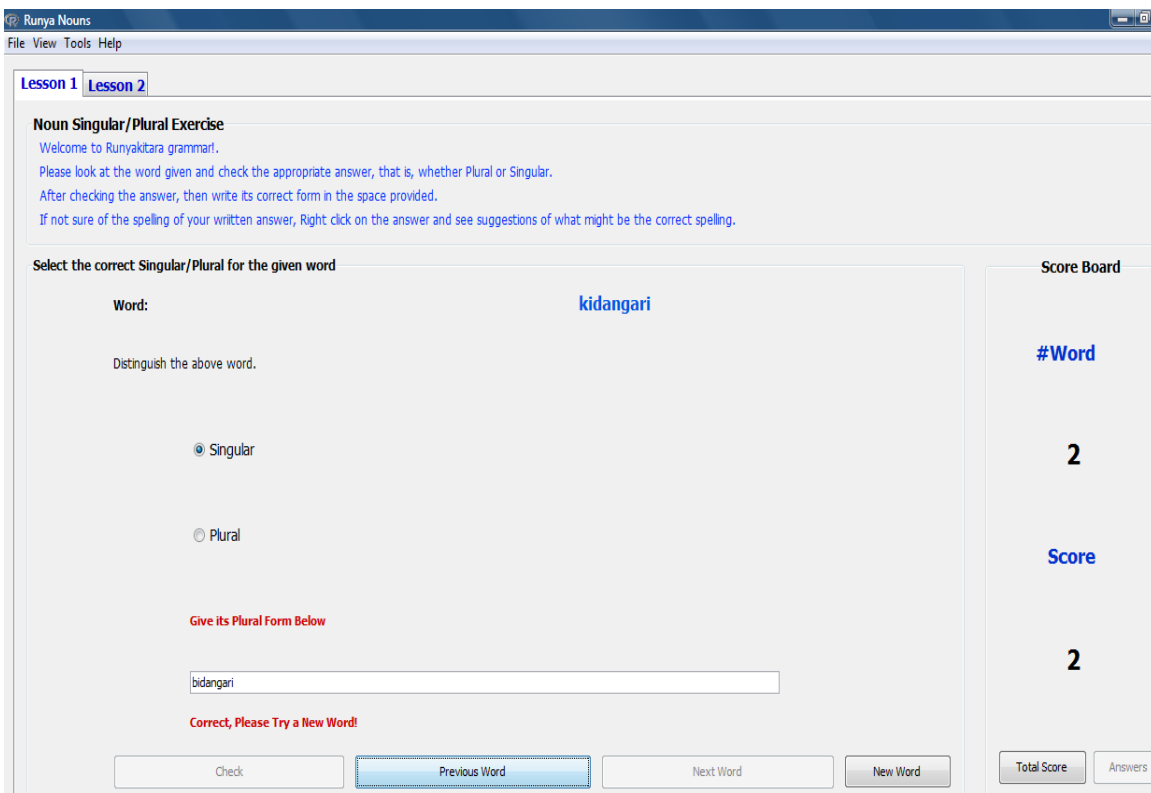 Runya Nouns
File View Tools Help
Lesson 1 Lesson 2
Noun Singular/Plural Exercise
Welcome to Runyakitara grammar!.
Please look at the word given and check the appropriate answer, that is, whether Plural or Singular.
After checking the answer, then write its correct form in the space provided.
If not sure of the spelling of your wriitten answer, Right click on the answer and see suggestions of what might be the correct spelling.
Select the correct Singular/Plural for the given word
Score Board
Word: kidangari
#Word
Distinguish the above word.
Singular
2
Plural
Score
Give its Plural Form Below
2
bidangari
Correct, Please Try a New Word!
Check Previous Word Next Word New Word Total Score Answers